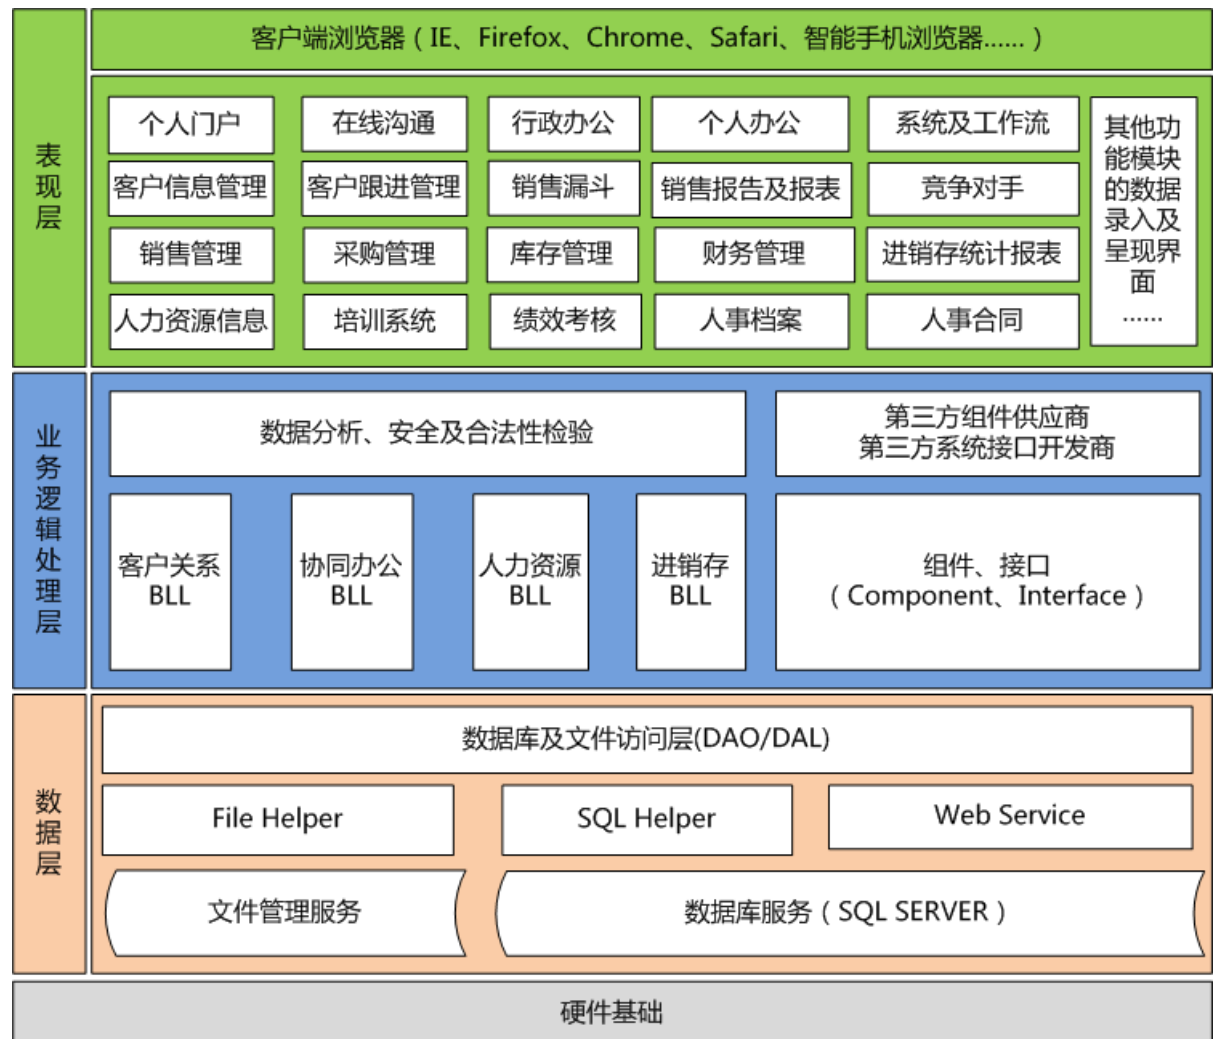 客户端浏览器（IE、Firefox、Chrome、Safari、智能手机浏览器……）
表现层
个人门户
在线沟通
行政办公
个人办公
系统及工作流
客户信息管理
客户跟进管理
销售漏斗
销售报告及报表
竞争对手
销售管理
采购管理
库存管理
财务管理
进销存统计报表
人力资源信息
培训系统
绩效考核
人事档案
人事合同
其他功
能模块
的数据
录入及
呈现界
面
……
业务逻辑处理层
数据分析、安全及合法性检验
第三方组件供应商
第三方系统接口开发商
客户关系
BLL
协同办公
BLL
人力资源
BLL
进销存
BLL
组件、接口
（Component、Interface）
数据层
数据库及文件访问层(DAO/DAL)
File Helper
SQL Helper
Web Service
文件管理服务
数据库服务（SQL SERVER）
硬件基础